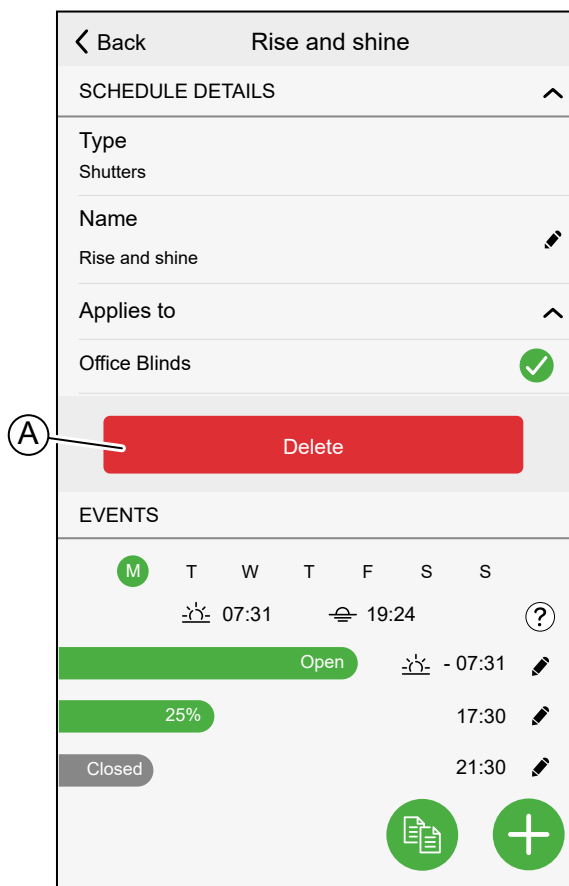 Back Rise and shine
SCHEDULE DETAILS
Type
Shutters
Name
Rise and shine
Applies to
Office Blinds
A
Delete
EVENTS
M T W T F S S
07:31 19:24 ?
Open - 07:31
25% 17:30
Closed 21:30